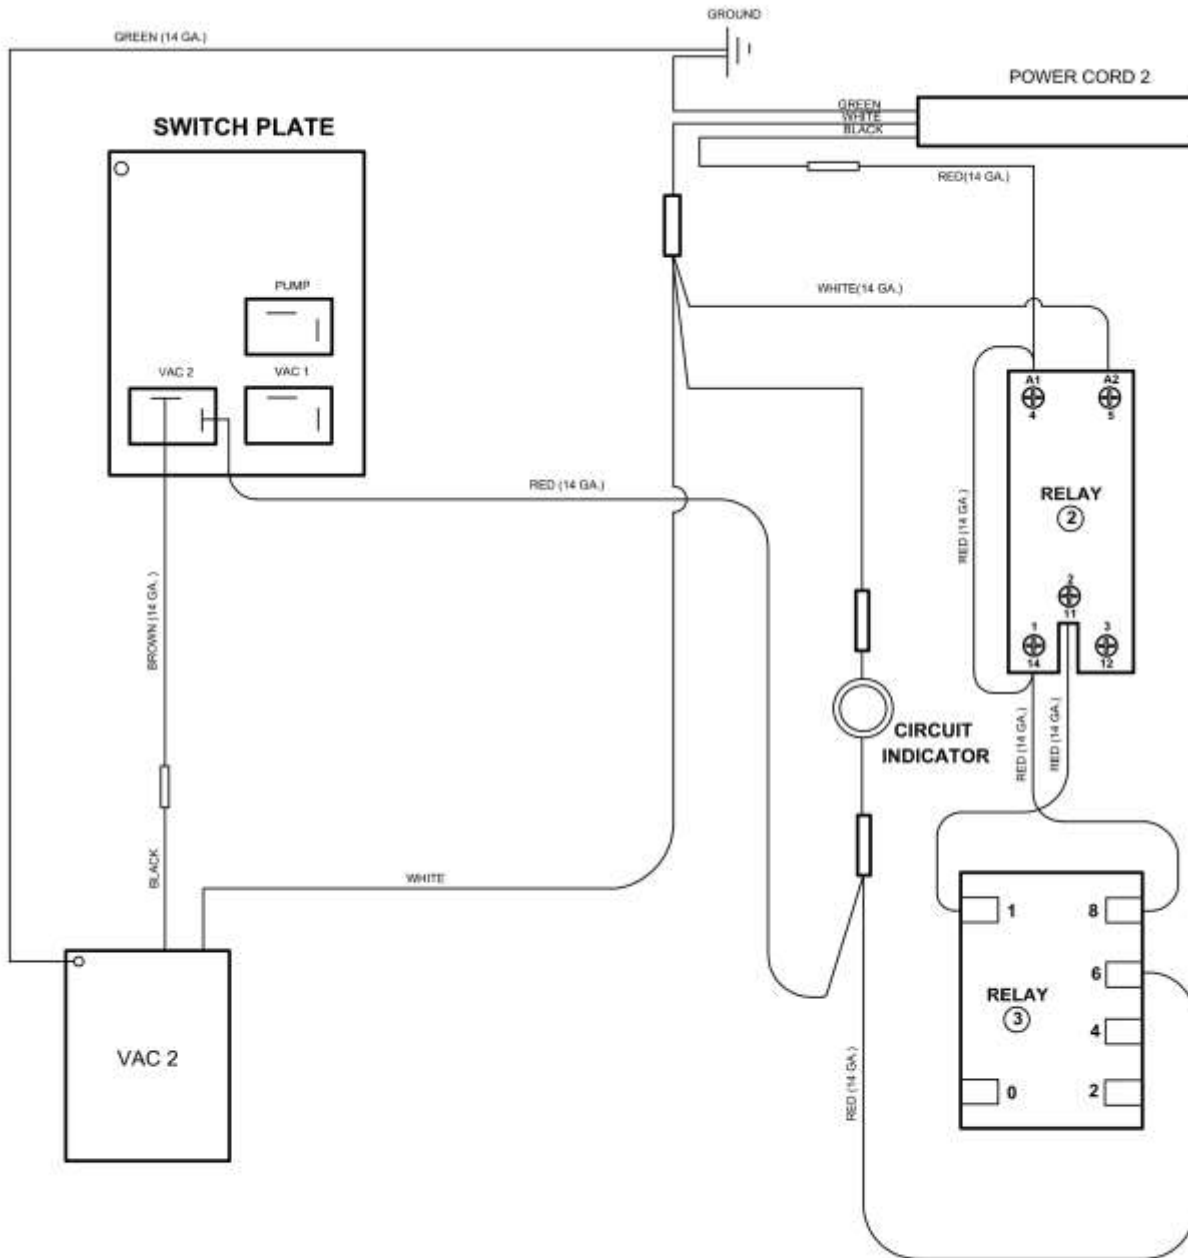 GROUND
GREEN (14 GA.)
POWER CORD 2
GREEN
WHITE
BLACK
SWITCH PLATE
RED(14 GA.)
PUMP
WHITE(14 GA.)
VAC 2
VAC 1
A1
A2
4
5
RED (14 GA.)
RED (14 GA.)
RELAY
2
BROWN (14 GA. )
2
11
1
3
14
12
CIRCUIT
INDICATOR
RED (14 GA.)
RED (14 GA.)
BLACK
WHITE
1
8
6
RELAY
3
4
VAC 2
0
2
RED (14 GA.)